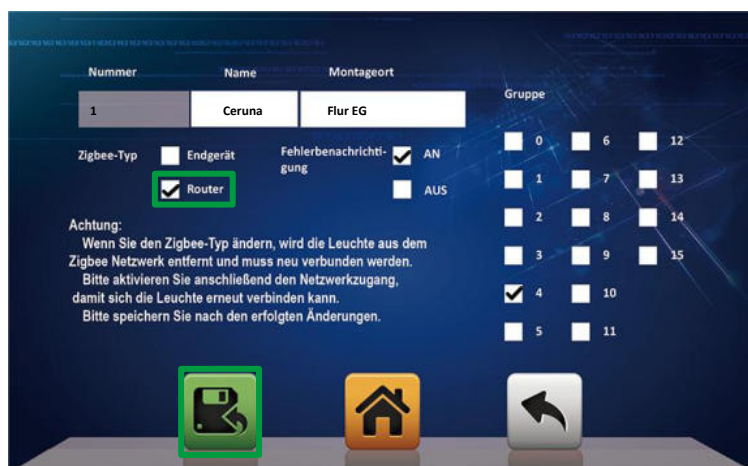 Nummer Name Montageort
1 Ceruna Flur EG
Gruppe
Zigbee-Typ Endgerät Fehlerbenachrichti-
gung AN
Router AUS
0 6 12
1 7 13
2 8 14
3 9 15
4 10
5 11
Achtung:
Wenn Sie den Zigbee-Typ ändern, wird die Leuchte aus dem
Zigbee Netzwerk entfernt und muss neu verbunden werden.
Bitte aktivieren Sie anschließend den Netzwerkzugang,
damit sich die Leuchte erneut verbinden kann.
Bitte speichern Sie nach den erfolgten Änderungen.